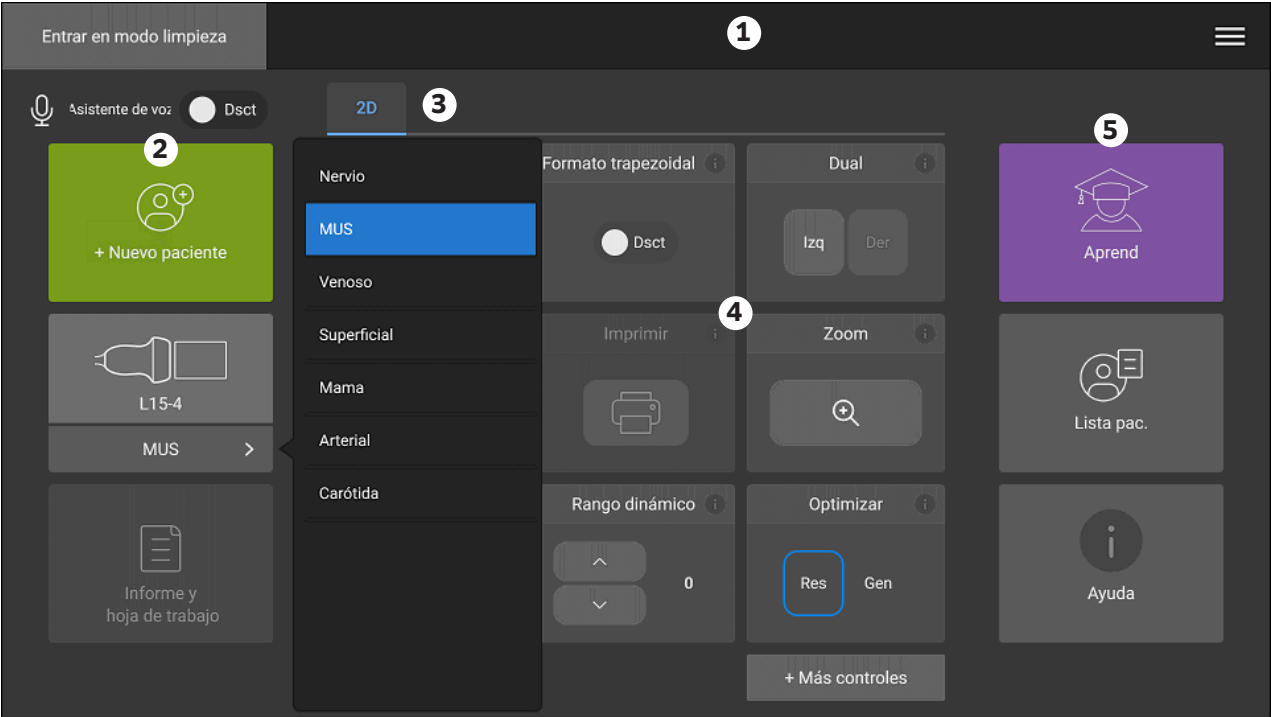 Entrar en modo limpieza
1
Asistente de voz
Dsct
2D
3
2
+ Nuevo paciente
L15-4
MUS
Informe y
hoja de trabajo
Nervio
MUS
Venoso
Superficial
Mama
Arterial
Carótida
Formato trapezoidal
i
Dsct
Dual
i
Izq
Der
4
Imprimir
i
Zoom
i
Rango dinámico
i
0
Optimizar
i
Res
Gen
+ Más controles
5
Aprend
Lista pac.
i
Ayuda